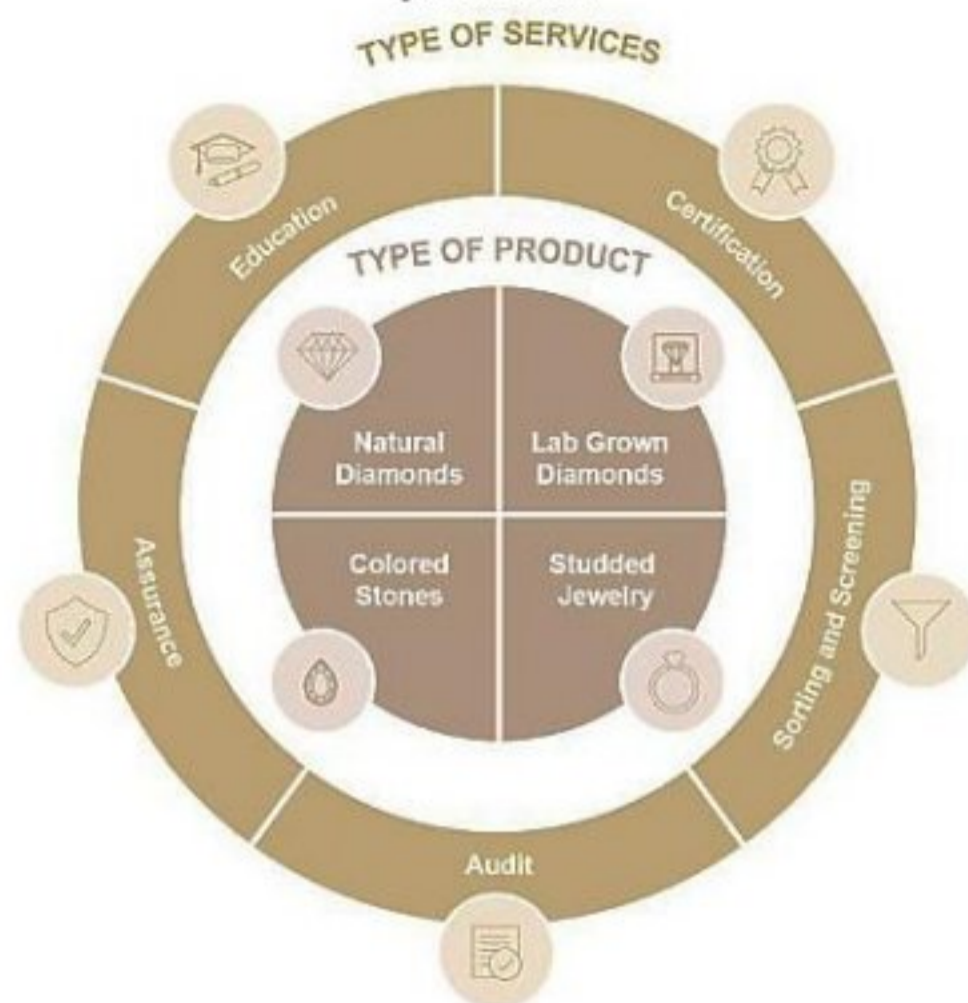 TYPE OF SERVICES
Education
Certification
TYPE OF PRODUCT
Natural
Diamonds
Lab Grown
Diamonds
Colored
Stones
Studded
Jewelry
Assurance
Sorting and Screening
Audit